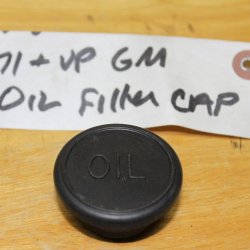 71 + UP GM
OIL Filler CAP
OIL